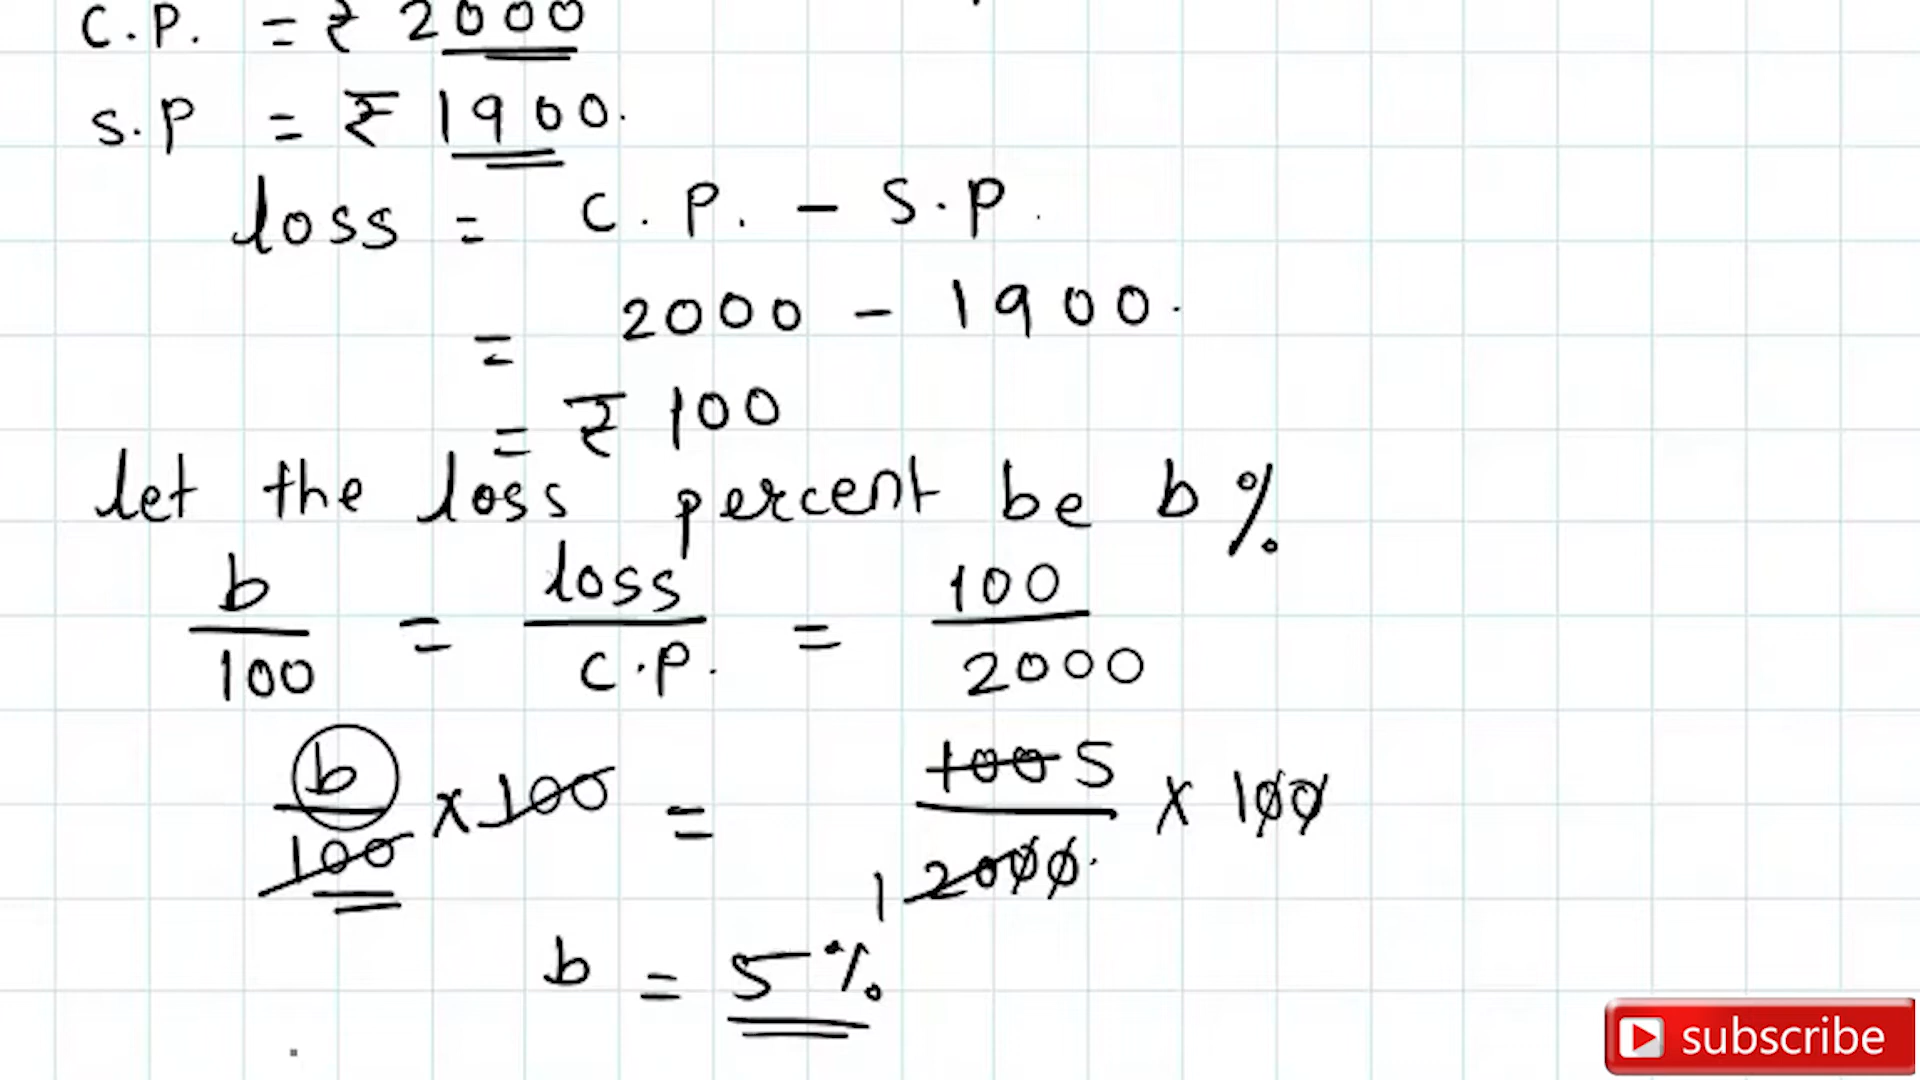 C.P. = ₹ 2000
S.P = ₹ 1900.
loss = C.P. - S.P.
= 2000 - 1900.
= ₹ 100
let the loss percent be b %
b/100 = loss/C.P. = 100/2000
b/100 x 100 = 100 5/1 2000. x 100
b = 5 %
subscribe